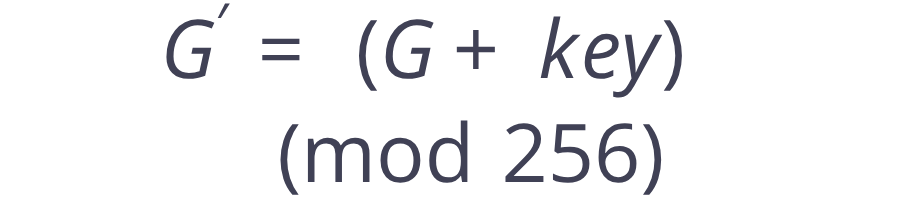 G′ = (G + key)
(mod 256)